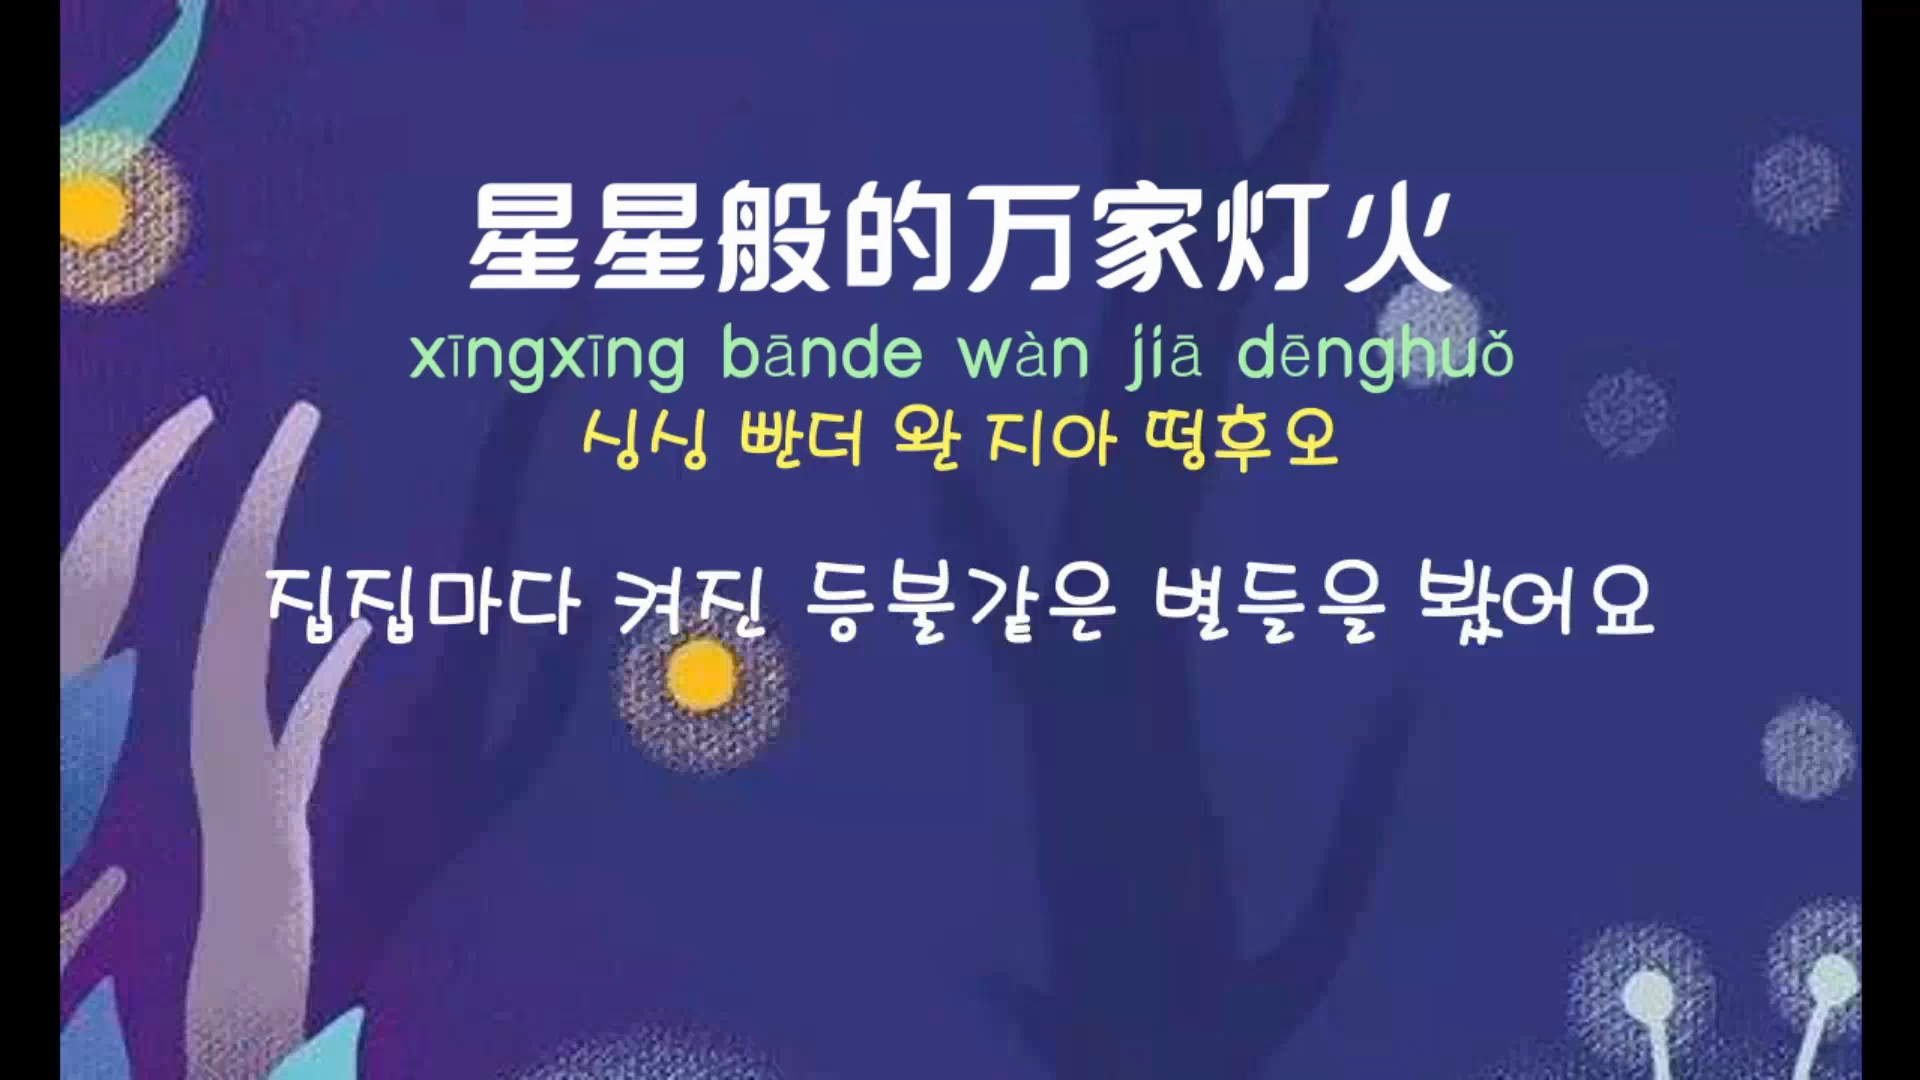 星星般的万家灯火
xīngxīng bānde wàn jiā dēnghuǒ
싱싱 빤더 완 지아 떵후오
집집마다 켜진 등불같은 별들을 봤어요